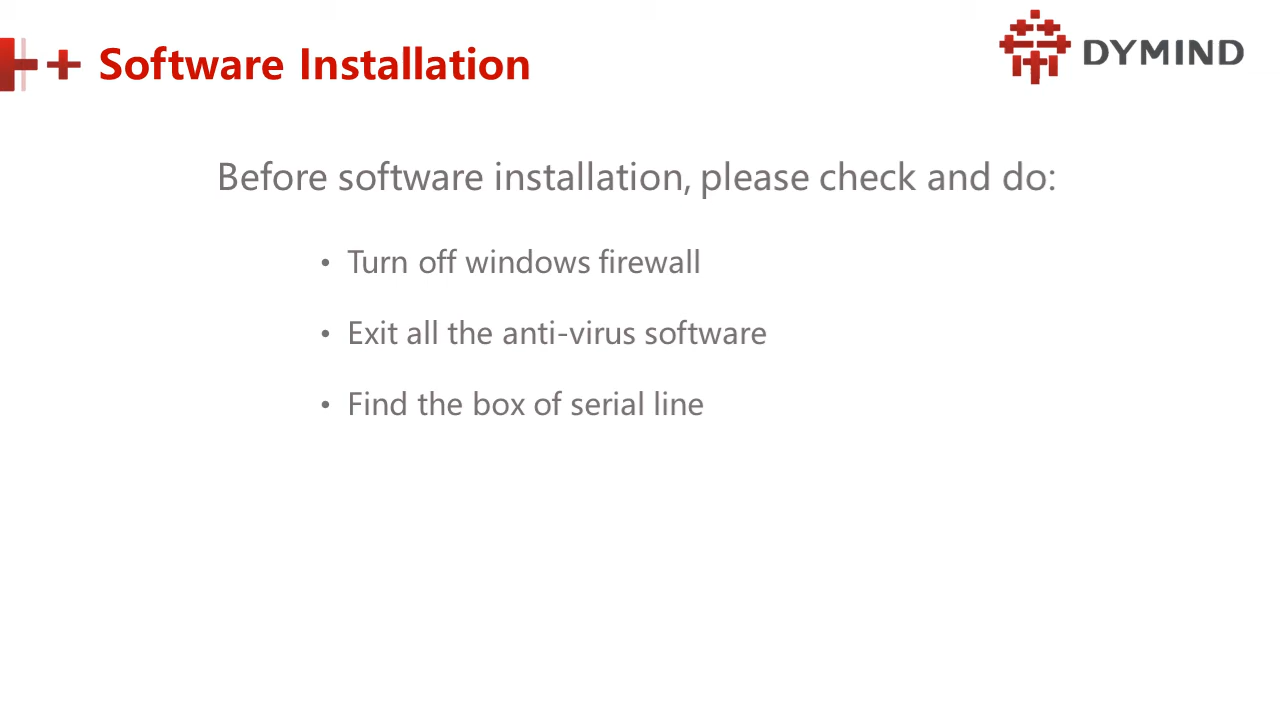 Software Installation
DYMIND
Before software installation, please check and do:
• Turn off windows firewall
• Exit all the anti-virus software
• Find the box of serial line